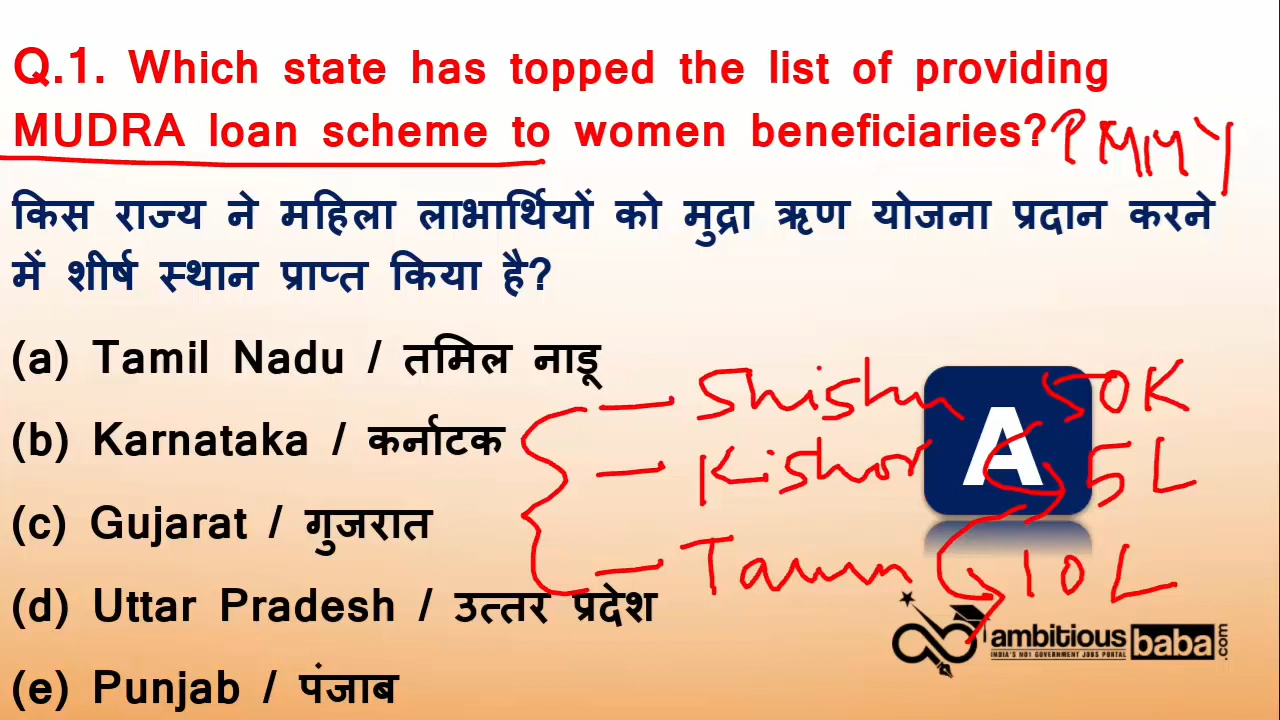 Q.1. Which state has topped the list of providing
MUDRA loan scheme to women beneficiaries? PMMY
किस राज्य ने महिला लाभार्थियों को मुद्रा ऋण योजना प्रदान करने
में शीर्ष स्थान प्राप्त किया है?
(a) Tamil Nadu / तमिल नाडू
(b) Karnataka / कर्नाटक
(c) Gujarat / गुजरात
(d) Uttar Pradesh / उत्तर प्रदेश
(e) Punjab / पंजाब
A
Shishu 50K
Kishor 5L
Tarun 10L
ambitiousbaba.com
INDIA'S NO1 GOVERNMENT JOBS PORTAL